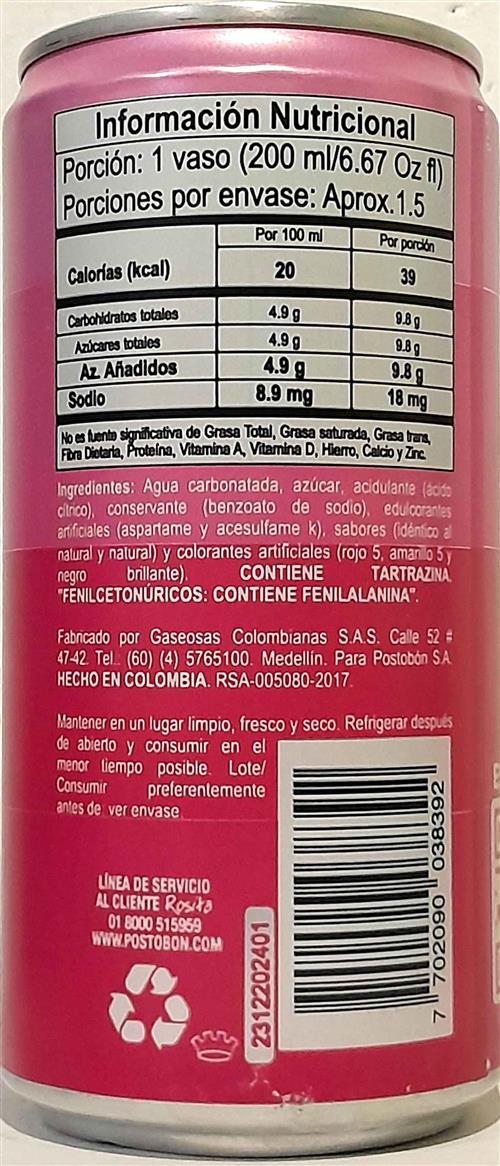 Información Nutricional
Porción: 1 vaso (200 ml/6.67 Oz fl)
Porciones por envase: Aprox.1.5
Por 100 ml Por porción
Calorías (kcal) 20 39
Carbohidratos totales 4.9 g 9.8 g
Azúcares totales 4.9 g 9.8 g
Az. Añadidos 4.9 g 9.8 g
Sodio 8.9 mg 18 mg
No es fuente significativa de Grasa Total, Grasa saturada, Grasa trans,
Fibra Dietaria, Proteína, Vitamina A, Vitamina D, Hierro, Calcio y Zinc.
Ingredientes: Agua carbonatada, azúcar, acidulante (ácido
cítrico), conservante (benzoato de sodio), edulcorantes
artificiales (aspartame y acesulfame k), sabores (idéntico al
natural y natural) y colorantes artificiales (rojo 5, amarillo 5 y
negro brillante). CONTIENE TARTRAZINA.
"FENILCETONÚRICOS: CONTIENE FENILALANINA".
Fabricado por Gaseosas Colombianas S.A.S. Calle 52 #
47-42. Tel.: (60) (4) 5765100. Medellín. Para Postobón S.A.
HECHO EN COLOMBIA. RSA-005080-2017.
Mantener en un lugar limpio, fresco y seco. Refrigerar después
de abierto y consumir en el
menor tiempo posible. Lote/
Consumir preferentemente
antes de ver envase
LÍNEA DE SERVICIO
AL CLIENTE Rosita
01 8000 515959
WWW.POSTOBON.COM
2312202401
7 702090 038392